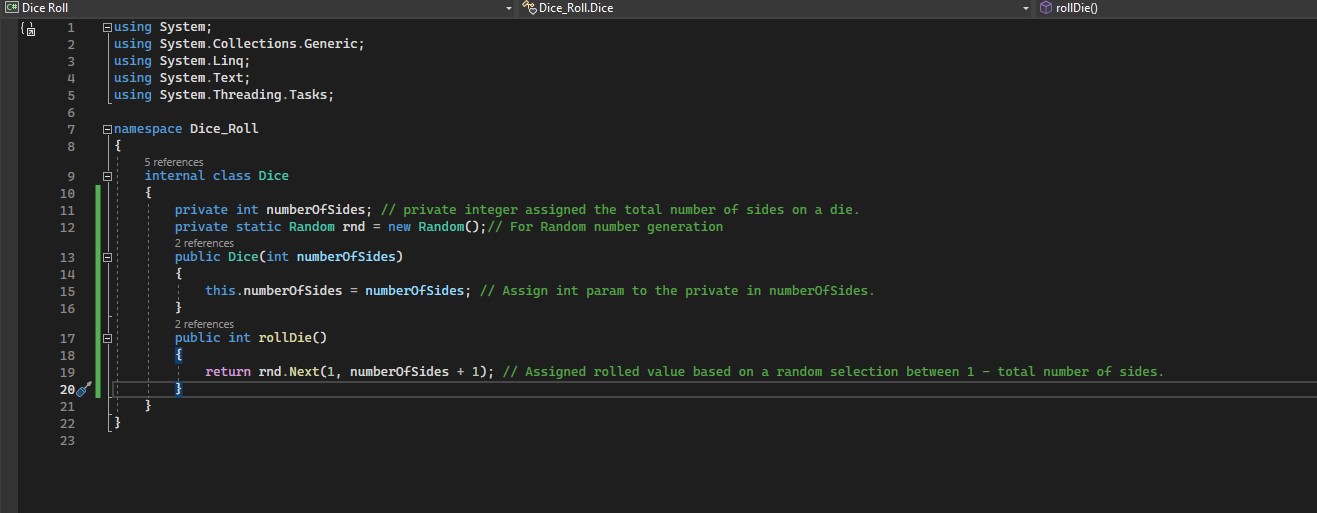 C# Dice Roll Dice_Roll.Dice rollDie()
1 using System;
2 using System.Collections.Generic;
3 using System.Linq;
4 using System.Text;
5 using System.Threading.Tasks;
6
7 namespace Dice_Roll
8 {
5 references
9 internal class Dice
10 {
11 private int numberOfSides; // private integer assigned the total number of sides on a die.
12 private static Random rnd = new Random();// For Random number generation
2 references
13 public Dice(int numberOfSides)
14 {
15 this.numberOfSides = numberOfSides; // Assign int param to the private in numberOfSides.
16 }
2 references
17 public int rollDie()
18 {
19 return rnd.Next(1, numberOfSides + 1); // Assigned rolled value based on a random selection between 1 - total number of sides.
20 }
21 }
22 }
23